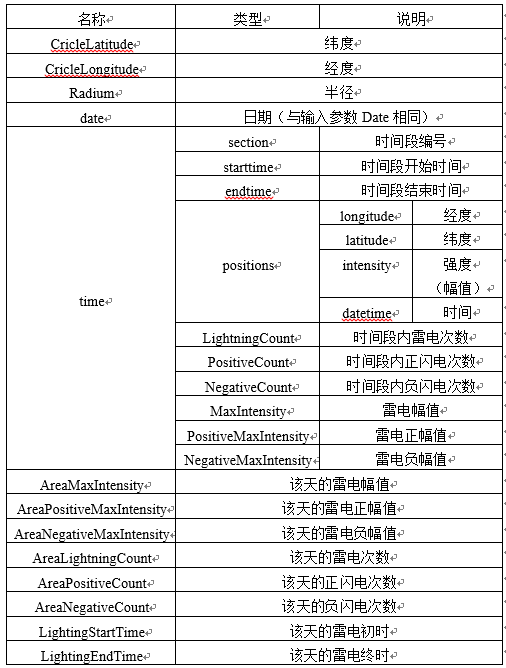 名称 类型 说明
CricleLatitude 纬度
CricleLongitude 经度
Radium 半径
date 日期（与输入参数 Date 相同）
time section 时间段编号
starttime 时间段开始时间
endtime 时间段结束时间
positions longitude 经度
latitude 纬度
intensity 强度
（幅值）
datetime 时间
LightningCount 时间段内雷电次数
PositiveCount 时间段内正闪电次数
NegativeCount 时间段内负闪电次数
MaxIntensity 雷电幅值
PositiveMaxIntensity 雷电正幅值
NegativeMaxIntensity 雷电负幅值
AreaMaxIntensity 该天的雷电幅值
AreaPositiveMaxIntensity 该天的雷电正幅值
AreaNegativeMaxIntensity 该天的雷电负幅值
AreaLightningCount 该天的雷电次数
AreaPositiveCount 该天的正闪电次数
AreaNegativeCount 该天的负闪电次数
LightingStartTime 该天的雷电初时
LightingEndTime 该天的雷电终时